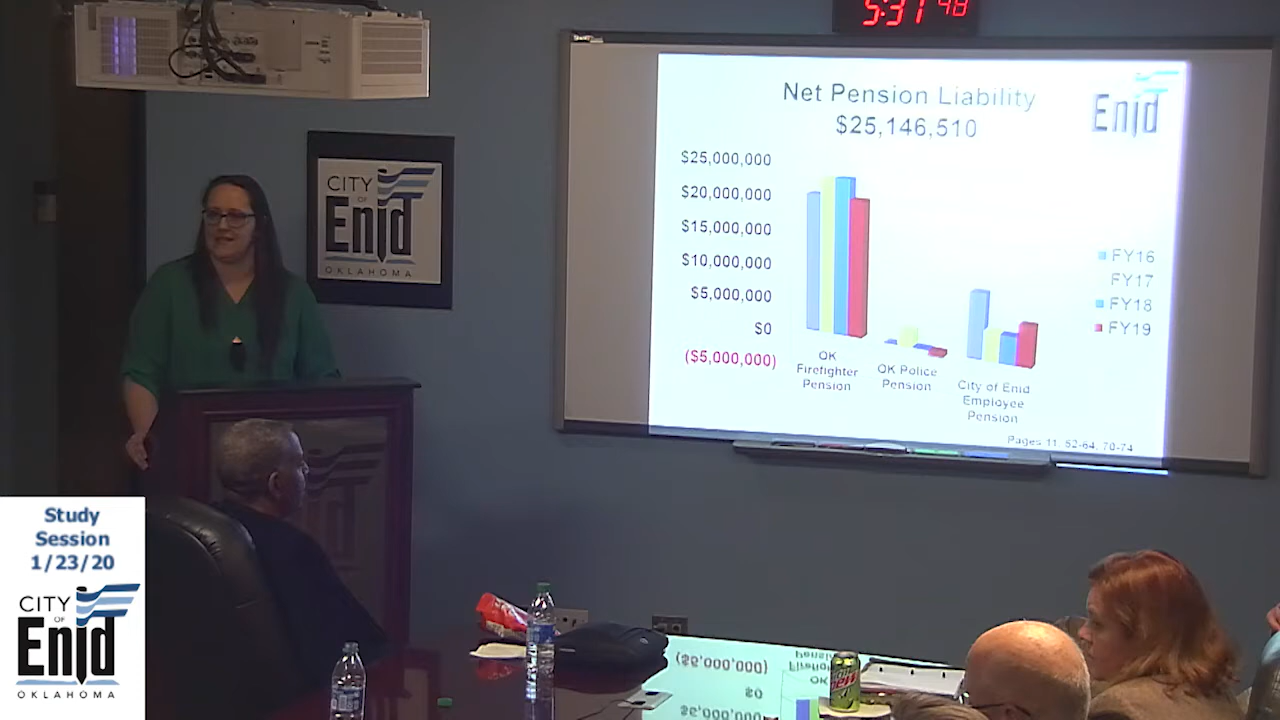 5:37 48
Net Pension Liability
$25,146,510
Enid
$25,000,000
$20,000,000
$15,000,000
$10,000,000
$5,000,000
$0
($5,000,000)
OK
Firefighter
Pension
OK Police
Pension
City of Enid
Employee
Pension
FY16
FY17
FY18
FY19
Pages 11, 52-64, 70-74
CITY
OF
Enid
OKLAHOMA
Study
Session
1/23/20
CITY
OF
Enid
OKLAHOMA